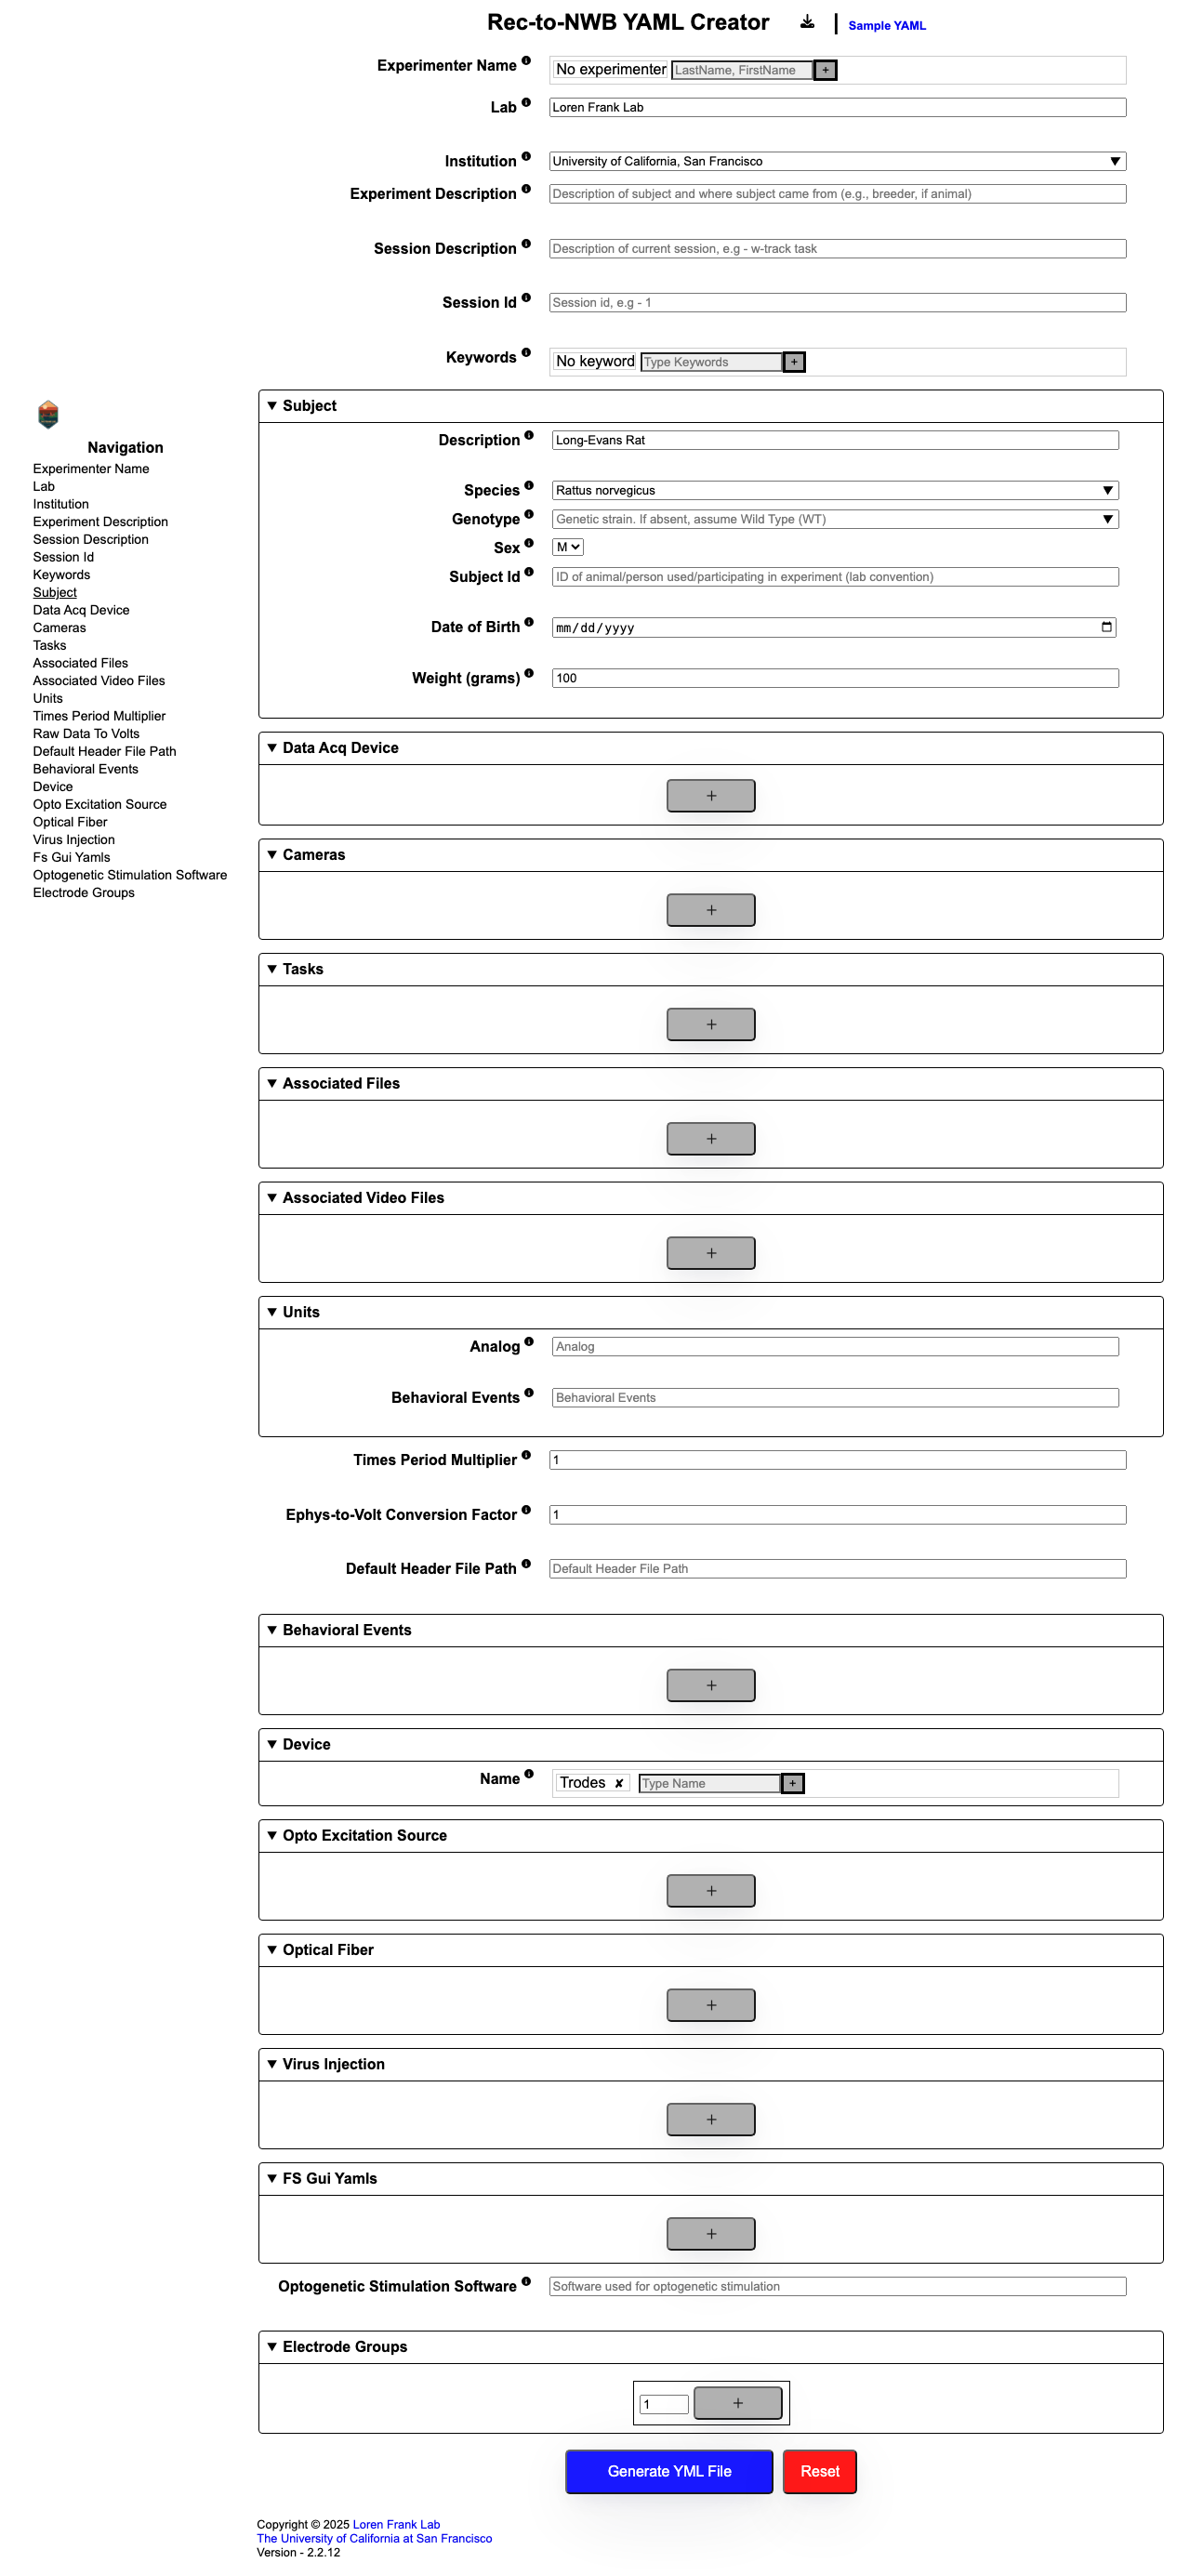 Rec-to-NWB YAML Creator
Sample YAML
Experimenter Name
No experimenter LastName, FirstName +
Lab
Loren Frank Lab
Institution
University of California, San Francisco
Experiment Description
Description of subject and where subject came from (e.g., breeder, if animal)
Session Description
Description of current session, e.g - w-track task
Session Id
Session id, e.g - 1
Keywords
No keyword Type Keywords +
Navigation
Experimenter Name
Lab
Institution
Experiment Description
Session Description
Session Id
Keywords
Subject
Data Acq Device
Cameras
Tasks
Associated Files
Associated Video Files
Units
Times Period Multiplier
Raw Data To Volts
Default Header File Path
Behavioral Events
Device
Opto Excitation Source
Optical Fiber
Virus Injection
Fs Gui Yamls
Optogenetic Stimulation Software
Electrode Groups
Subject
Description
Long-Evans Rat
Species
Rattus norvegicus
Genotype
Genetic strain. If absent, assume Wild Type (WT)
Sex
M
Subject Id
ID of animal/person used/participating in experiment (lab convention)
Date of Birth
mm/dd/yyyy
Weight (grams)
100
Data Acq Device
+
Cameras
+
Tasks
+
Associated Files
+
Associated Video Files
+
Units
Analog
Analog
Behavioral Events
Behavioral Events
Times Period Multiplier
1
Ephys-to-Volt Conversion Factor
1
Default Header File Path
Default Header File Path
Behavioral Events
+
Device
Name
Trodes ✘ Type Name +
Opto Excitation Source
+
Optical Fiber
+
Virus Injection
+
FS Gui Yamls
+
Optogenetic Stimulation Software
Software used for optogenetic stimulation
Electrode Groups
1 +
Generate YML File
Reset
Copyright © 2025 Loren Frank Lab
The University of California at San Francisco
Version - 2.2.12